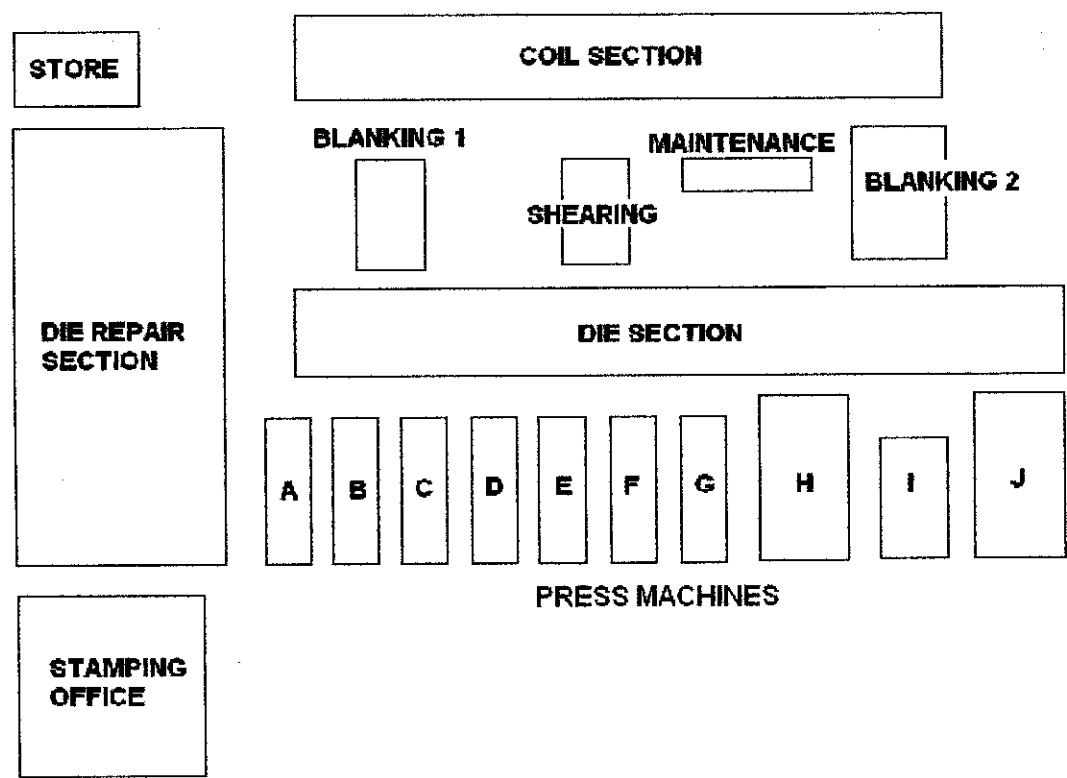 STORE
COIL SECTION
BLANKING 1
MAINTENANCE
SHEARING
BLANKING 2
DIE REPAIR
SECTION
DIE SECTION
A
B
C
D
E
F
G
H
I
J
PRESS MACHINES
STAMPING
OFFICE